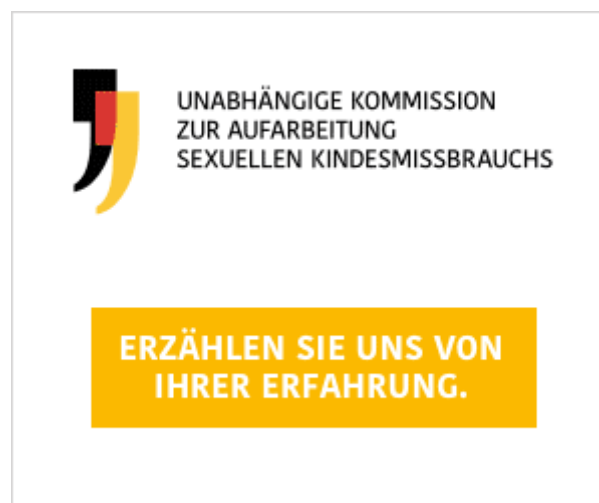 UNABHÄNGIGE KOMMISSION
ZUR AUFARBEITUNG
SEXUELLEN KINDESMISSBRAUCHS
ERZÄHLEN SIE UNS VON
IHRER ERFAHRUNG.